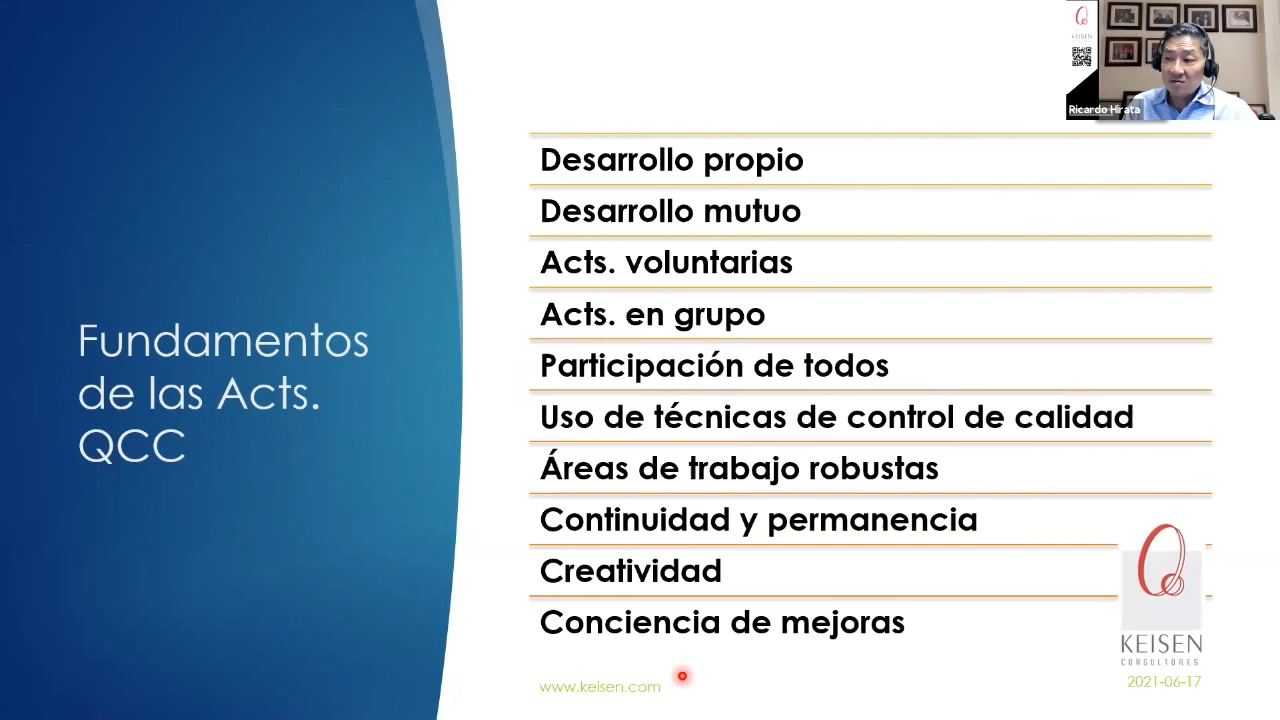 KEISEN
Ricardo Hirata
Fundamentos
de las Acts.
QCC
Desarrollo propio
Desarrollo mutuo
Acts. voluntarias
Acts. en grupo
Participación de todos
Uso de técnicas de control de calidad
Áreas de trabajo robustas
Continuidad y permanencia
Creatividad
Conciencia de mejoras
KEISEN
CONSULTORES
www.keisen.com
2021-06-17